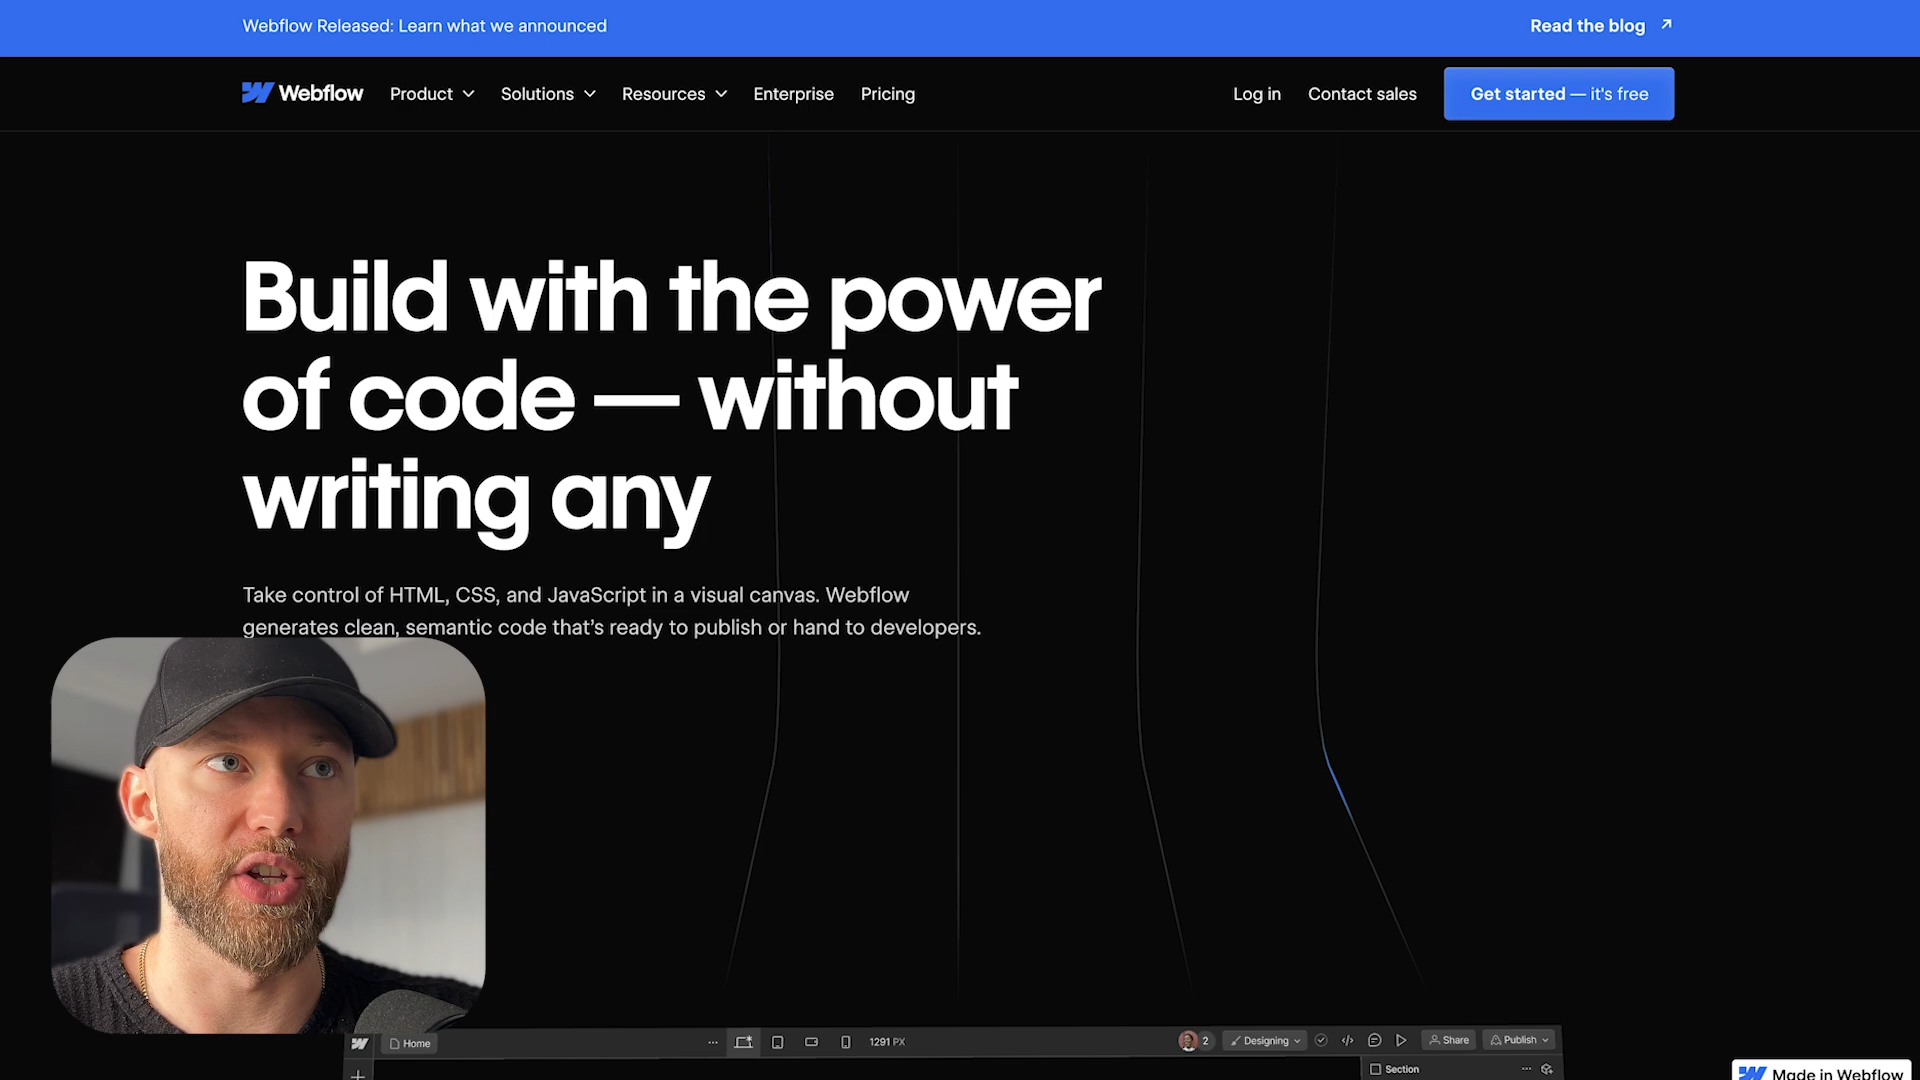 Webflow Released: Learn what we announced
Read the blog
Webflow
Product
Solutions
Resources
Enterprise
Pricing
Log in
Contact sales
Get started — it's free
Build with the power
of code — without
writing any
Take control of HTML, CSS, and JavaScript in a visual canvas. Webflow
generates clean, semantic code that’s ready to publish or hand to developers.
Home
1291 PX
2
Designing
Share
Publish
Section
Made in Webflow